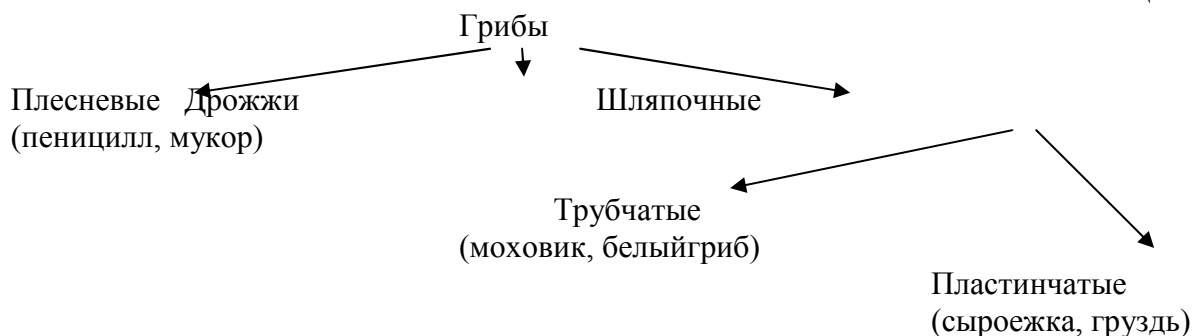 Грибы
Плесневые Дрожжи Шляпочные
(пеницилл, мукор)
Трубчатые
(моховик, белыйгриб)
Пластинчатые
(сыроежка, груздь)